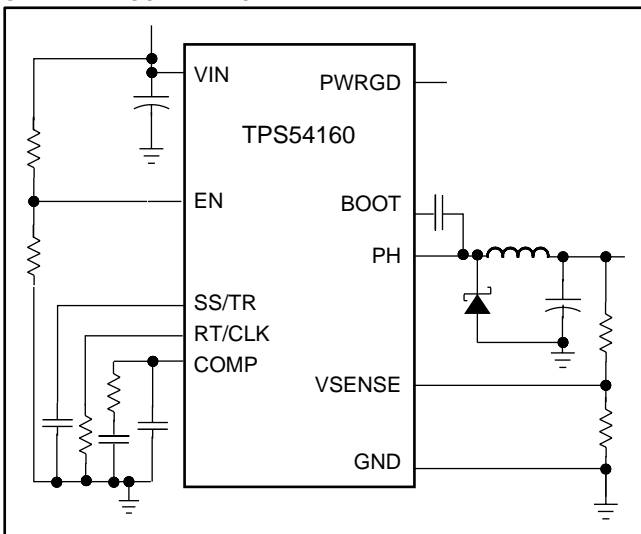 VIN
PWRGD
TPS54160
EN
BOOT
PH
SS/TR
RT/CLK
COMP
VSENSE
GND